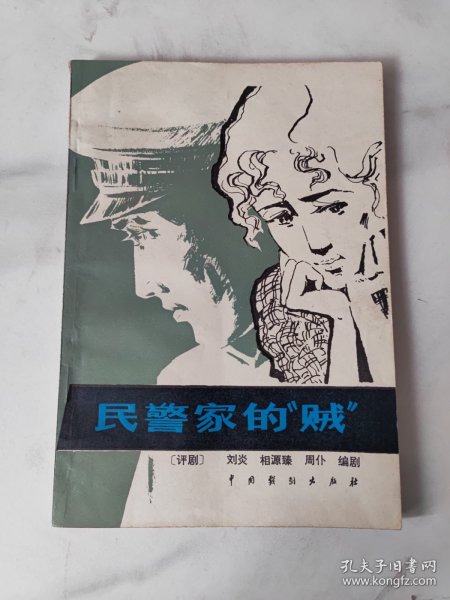 民警家的“贼”
〔评剧〕 刘炎 相源臻 周仆 编剧
中国戏剧出版社
孔夫子旧书网
www.kongfz.com